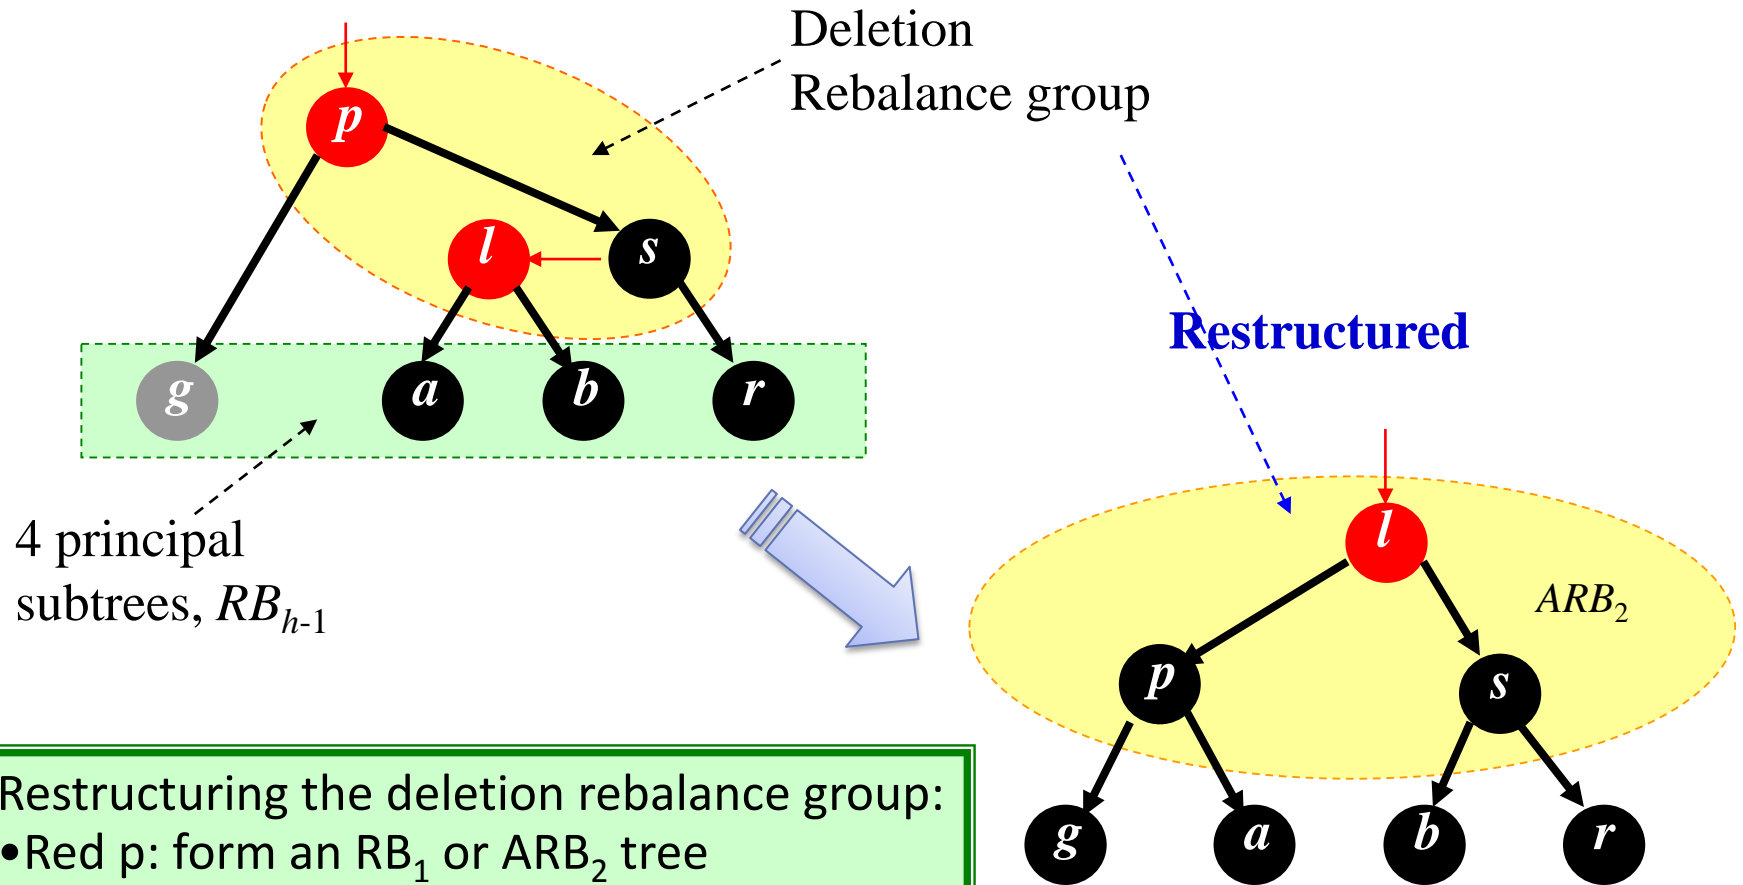 Deletion
Rebalance group
p
l
s
g
a
b
r
4 principal
subtrees, RBh-1
Restructured
l
ARB2
p
s
g
a
b
r
Restructuring the deletion rebalance group:
•Red p: form an RB1 or ARB2 tree